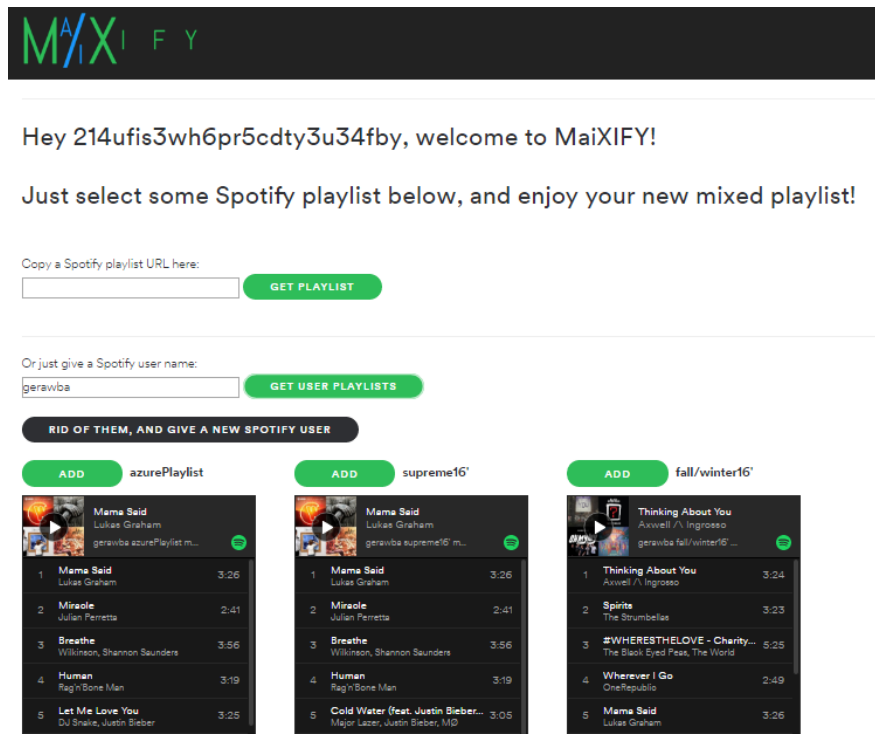 MAIXIFY
Hey 214ufis3wh6pr5cdty3u34fby, welcome to MaiXIFY!
Just select some Spotify playlist below, and enjoy your new mixed playlist!
Copy a Spotify playlist URL here:
GET PLAYLIST
Or just give a Spotify user name:
gerawba
GET USER PLAYLISTS
RID OF THEM, AND GIVE A NEW SPOTIFY USER
ADD azurePlaylist
Mama Said
Lukas Graham
gerawba azurePlaylist m...
1 Mama Said 3:26
Lukas Graham
2 Miracle 2:41
Julian Perretta
3 Breathe 3:56
Wilkinson, Shannon Saunders
4 Human 3:19
Rag'n'Bone Man
5 Let Me Love You 3:25
DJ Snake, Justin Bieber
ADD supreme16'
Mama Said
Lukas Graham
gerawba supreme16' m...
1 Mama Said 3:26
Lukas Graham
2 Miracle 2:41
Julian Perretta
3 Breathe 3:56
Wilkinson, Shannon Saunders
4 Human 3:19
Rag'n'Bone Man
5 Cold Water (feat. Justin Bieber... 3:05
Major Lazer, Justin Bieber, MØ
ADD fall/winter16'
Thinking About You
Axwell /\ Ingrosso
gerawba fall/winter16' ...
1 Thinking About You 3:24
Axwell /\ Ingrosso
2 Spirits 3:23
The Strumbellas
3 #WHERESTHELOVE - Charity... 5:25
The Black Eyed Peas, The World
4 Wherever I Go 2:49
OneRepublic
5 Mama Said 3:26
Lukas Graham